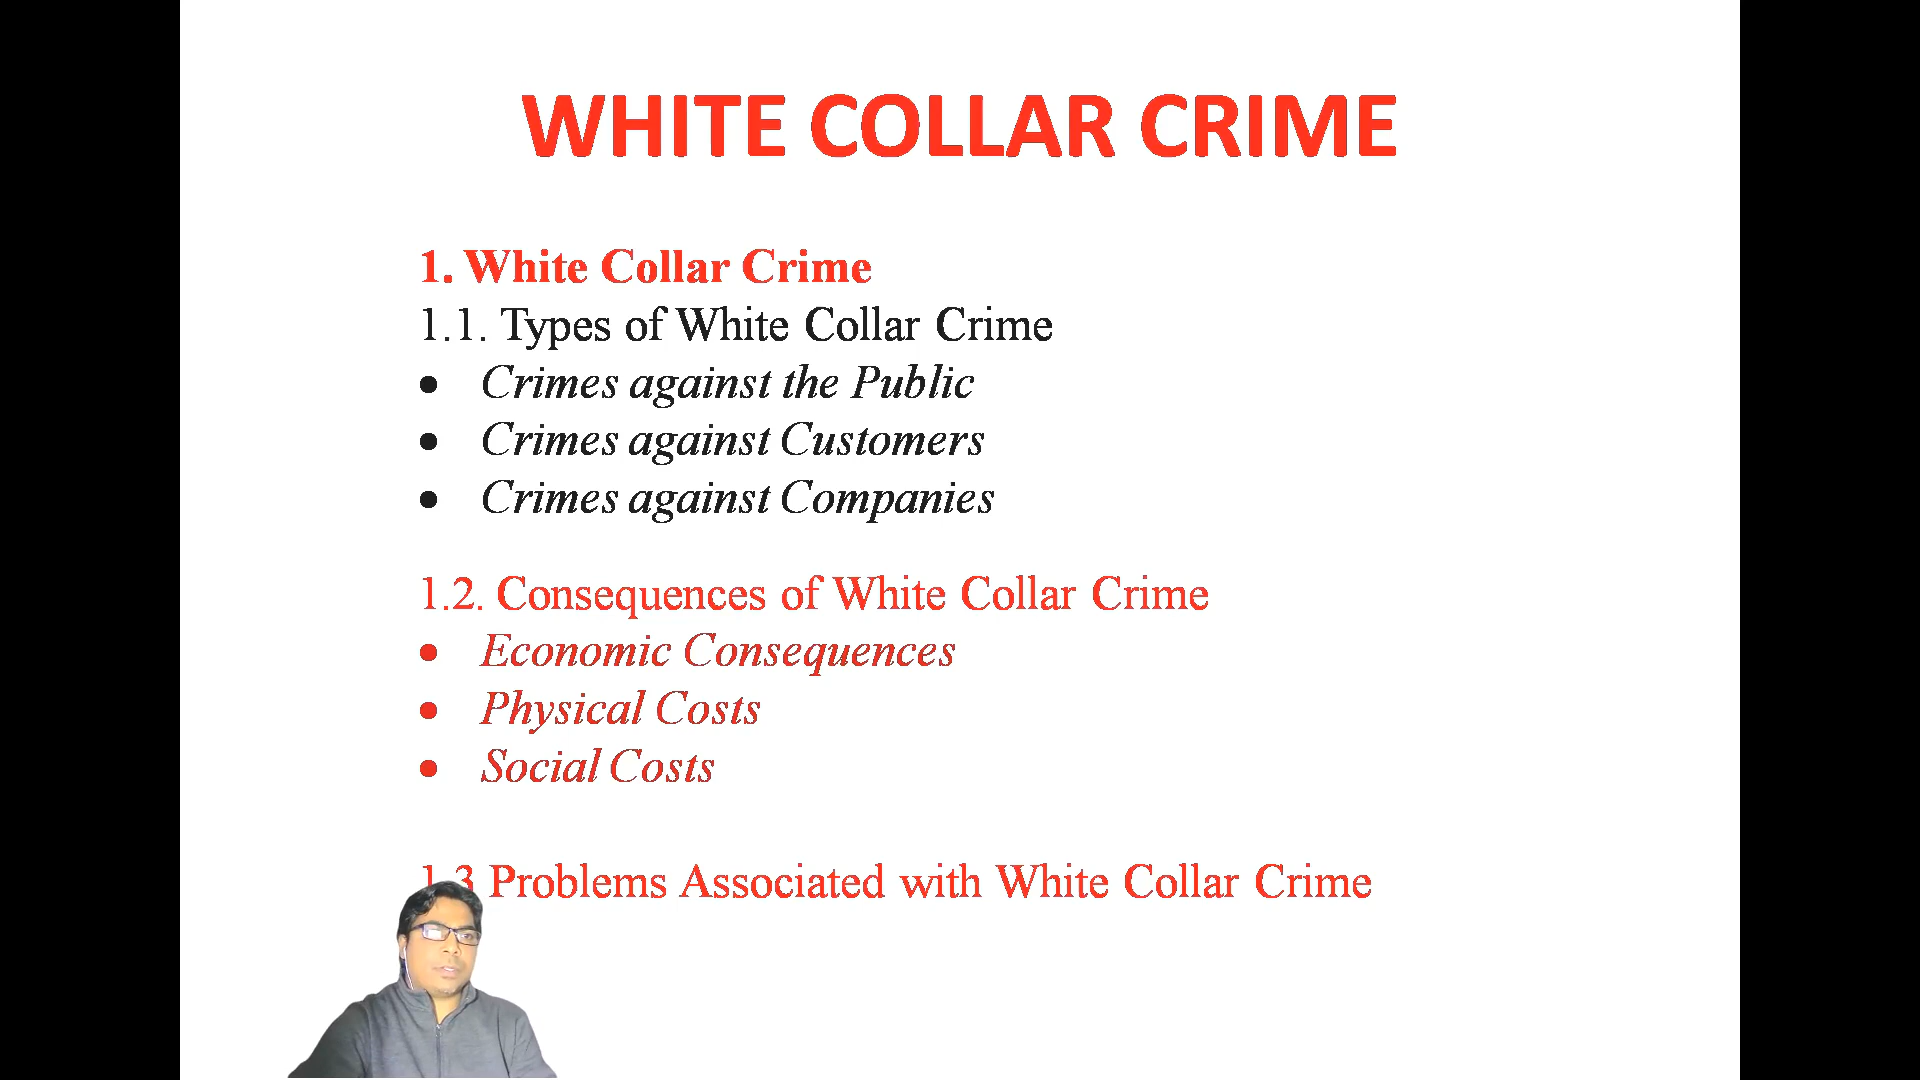 WHITE COLLAR CRIME
1. White Collar Crime
1.1. Types of White Collar Crime
• Crimes against the Public
• Crimes against Customers
• Crimes against Companies
1.2. Consequences of White Collar Crime
• Economic Consequences
• Physical Costs
• Social Costs
1.3 Problems Associated with White Collar Crime